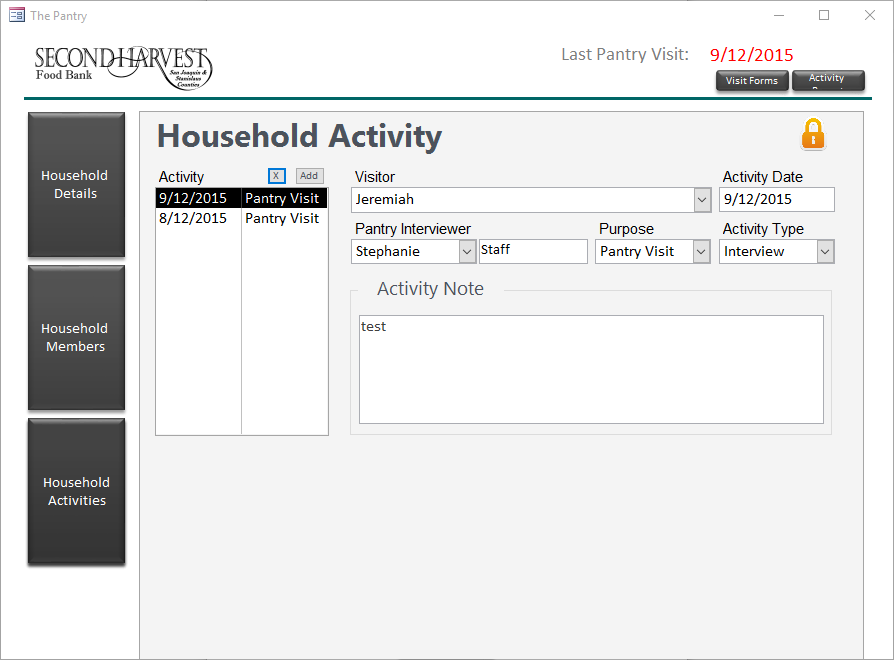 The Pantry
SECOND HARVEST
Food Bank
San Joaquin &
Stanislaus
Counties
Last Pantry Visit: 9/12/2015
Visit Forms
Activity
Household
Details
Household
Members
Household
Activities
Household Activity
Activity X Add
9/12/2015 Pantry Visit
8/12/2015 Pantry Visit
Visitor Activity Date
Jeremiah 9/12/2015
Pantry Interviewer Purpose Activity Type
Stephanie Staff Pantry Visit Interview
Activity Note
test